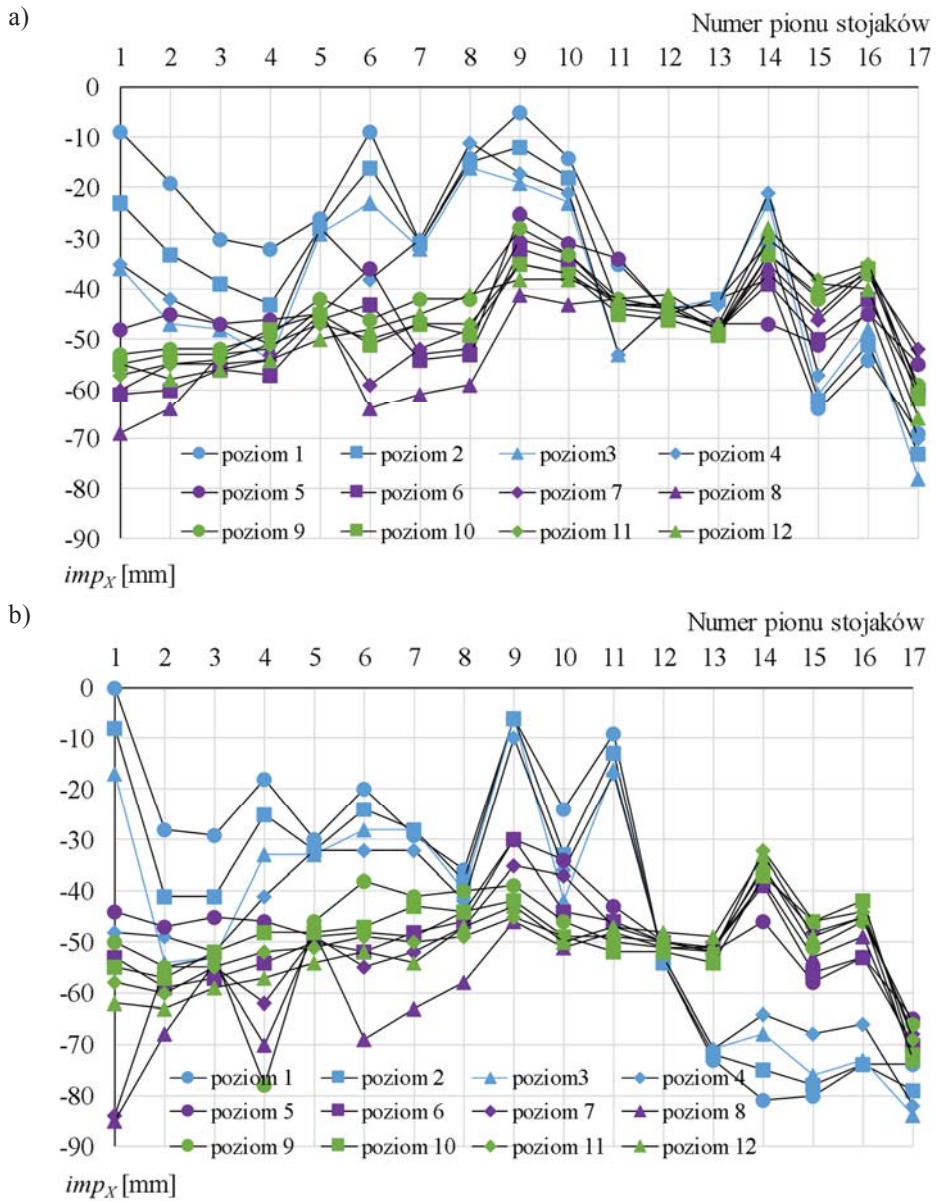 a)
Numer pionu stojaków
1 2 3 4 5 6 7 8 9 10 11 12 13 14 15 16 17
0
-10
-20
-30
-40
-50
-60
-70
-80
-90
poziom 1 poziom 2 poziom3 poziom 4
poziom 5 poziom 6 poziom 7 poziom 8
poziom 9 poziom 10 poziom 11 poziom 12
impX [mm]
b)
Numer pionu stojaków
1 2 3 4 5 6 7 8 9 10 11 12 13 14 15 16 17
0
-10
-20
-30
-40
-50
-60
-70
-80
-90
poziom 1 poziom 2 poziom3 poziom 4
poziom 5 poziom 6 poziom 7 poziom 8
poziom 9 poziom 10 poziom 11 poziom 12
impX [mm]